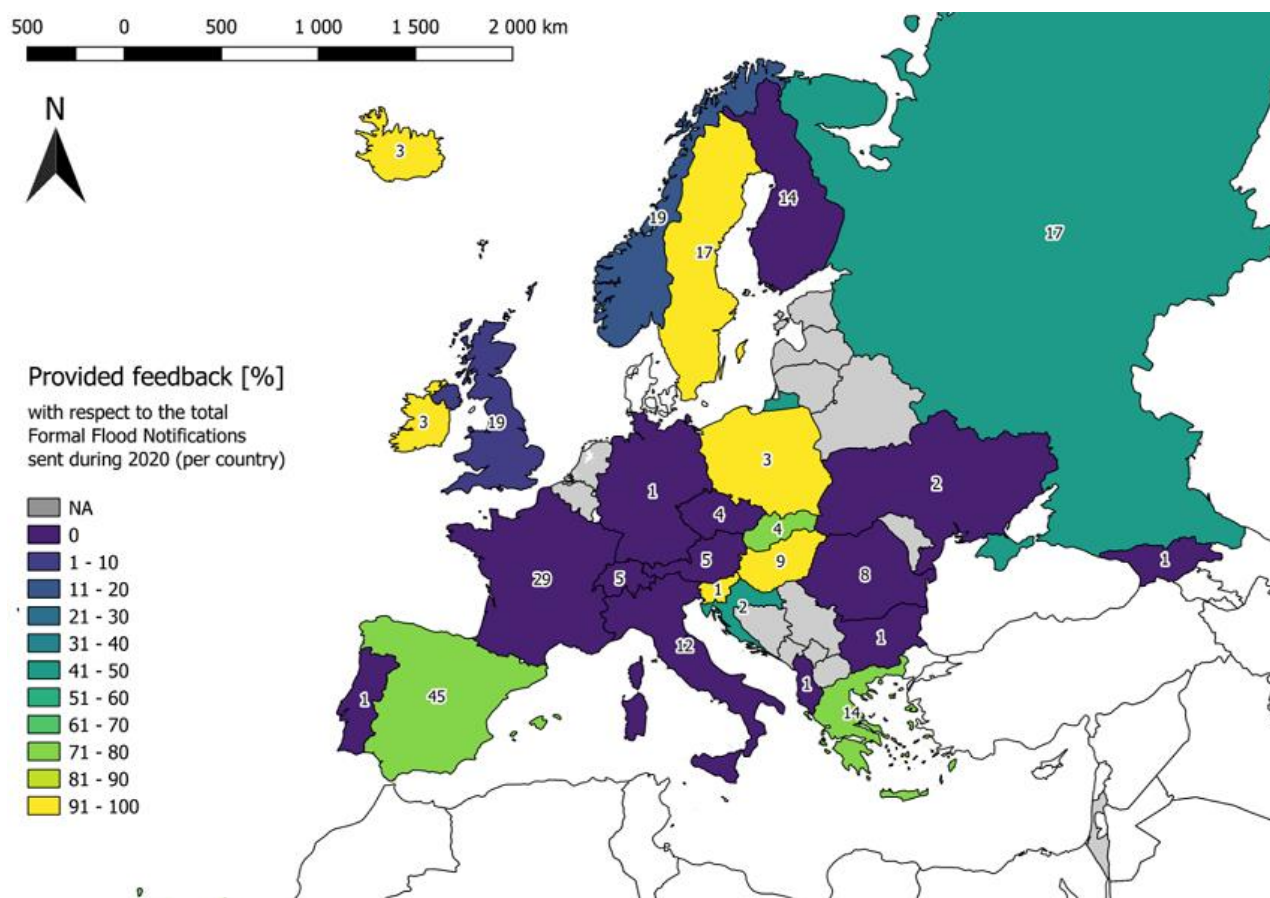 500 0 500 1 000 1 500 2 000 km
N
3
14
19
17
17
Provided feedback [%]
with respect to the total
Formal Flood Notifications
sent during 2020 (per country)
3
19
3
1
2
4
4
NA
0
1 - 10
11 - 20
21 - 30
31 - 40
41 - 50
51 - 60
61 - 70
71 - 80
81 - 90
91 - 100
5
9
1
29
5
8
1
2
12
1
1
1
45
14